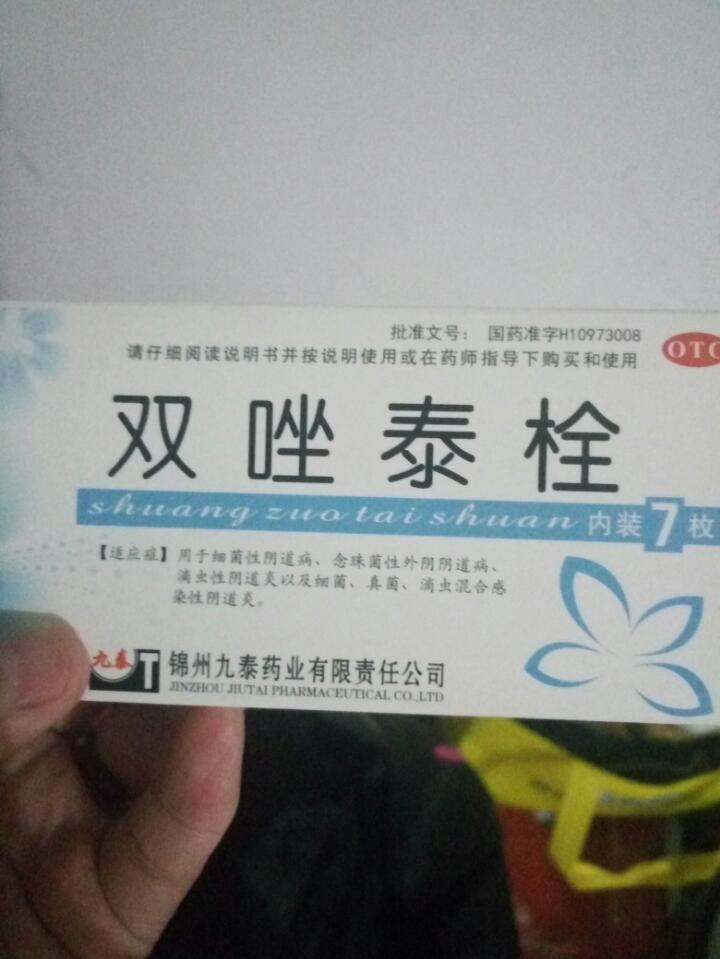 批准文号： 国药准字H10973008
请仔细阅读说明书并按说明使用或在药师指导下购买和使用
OTC
双唑泰栓
shuang zuo tai shuan 内装7枚
【适应症】用于细菌性阴道病、念珠菌性外阴阴道病、
滴虫性阴道炎以及细菌、真菌、滴虫混合感
染性阴道炎。
九泰 T 锦州九泰药业有限责任公司
JINZHOU JIUTAI PHARMACEUTICAL CO.,LTD